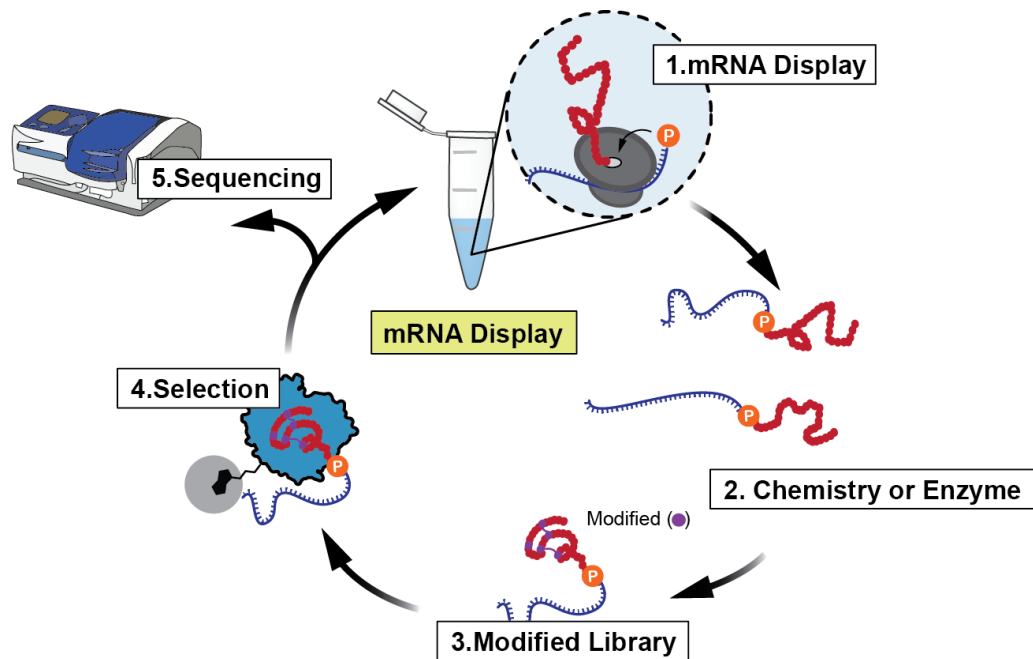 1.mRNA Display
P
5.Sequencing
mRNA Display
P
4.Selection
P
P
2. Chemistry or Enzyme
Modified ( )
P
3.Modified Library